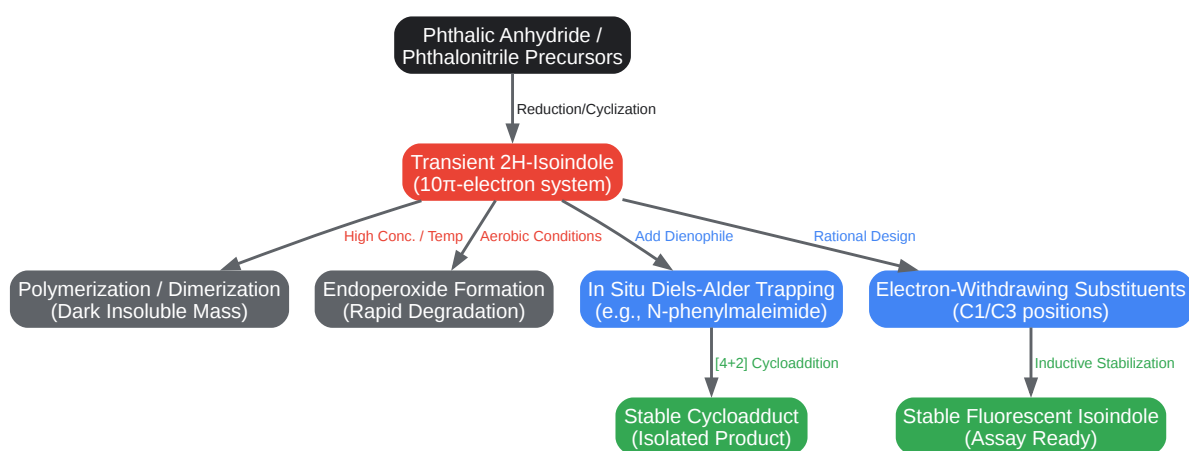 Phthalic Anhydride /
Phthalonitrile Precursors
Reduction/Cyclization
Transient 2H-Isoindole
(10π-electron system)
High Conc. / Temp
Aerobic Conditions
Add Dienophile
Rational Design
Polymerization / Dimerization
(Dark Insoluble Mass)
Endoperoxide Formation
(Rapid Degradation)
In Situ Diels-Alder Trapping
(e.g., N-phenylmaleimide)
Electron-Withdrawing Substituents
(C1/C3 positions)
[4+2] Cycloaddition
Inductive Stabilization
Stable Cycloadduct
(Isolated Product)
Stable Fluorescent Isoindole
(Assay Ready)